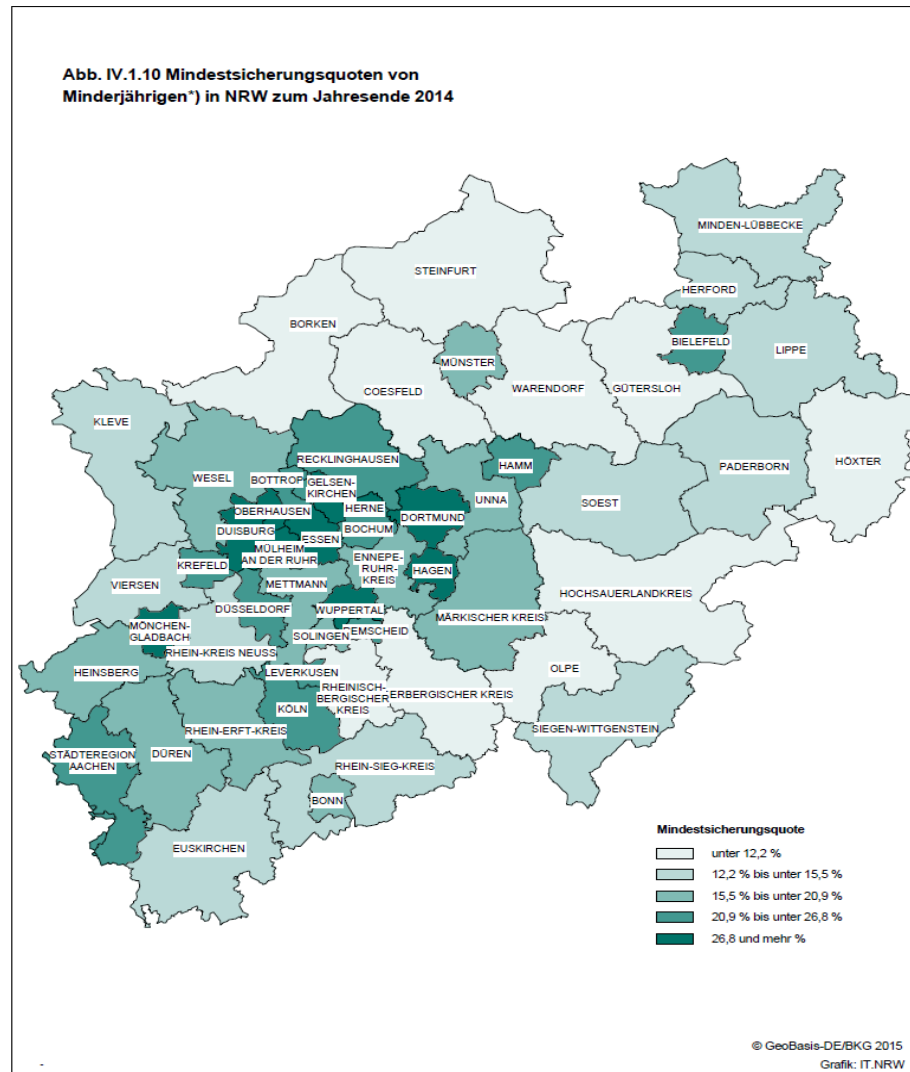 Abb. IV.1.10 Mindestsicherungsquoten von
Minderjährigen*) in NRW zum Jahresende 2014
MINDEN-LÜBBECKE
STEINFURT
HERFORD
BORKEN
BIELEFELD
LIPPE
MÜNSTER
COESFELD
WARENDORF
GÜTERSLOH
KLEVE
RECKLINGHAUSEN
HAMM
PADERBORN
HÖXTER
WESEL
BOTTROP
GELSEN-
KIRCHEN
UNNA
SOEST
OBERHAUSEN
HERNE
DORTMUND
DUISBURG
ESSEN
BOCHUM
MÜLHEIM
AN DER RUHR
ENNEPE-
RUHR-
KREIS
KREFELD
HAGEN
VIERSEN
METTMANN
HOCHSAUERLANDKREIS
DÜSSELDORF
WUPPERTAL
MÄRKISCHER KREIS
MÖNCHEN-
GLADBACH
SOLINGEN
REMSCHEID
RHEIN-KREIS NEUSS
HEINSBERG
LEVERKUSEN
OLPE
RHEINISCH-
BERGISCHER
KREIS
ERBERGISCHER KREIS
KÖLN
RHEIN-ERFT-KREIS
SIEGEN-WITTGENSTEIN
STÄDTEREGION
AACHEN
DÜREN
RHEIN-SIEG-KREIS
BONN
EUSKIRCHEN
Mindestsicherungsquote
unter 12,2 %
12,2 % bis unter 15,5 %
15,5 % bis unter 20,9 %
20,9 % bis unter 26,8 %
26,8 und mehr %
© GeoBasis-DE/BKG 2015
Grafik: IT.NRW
-